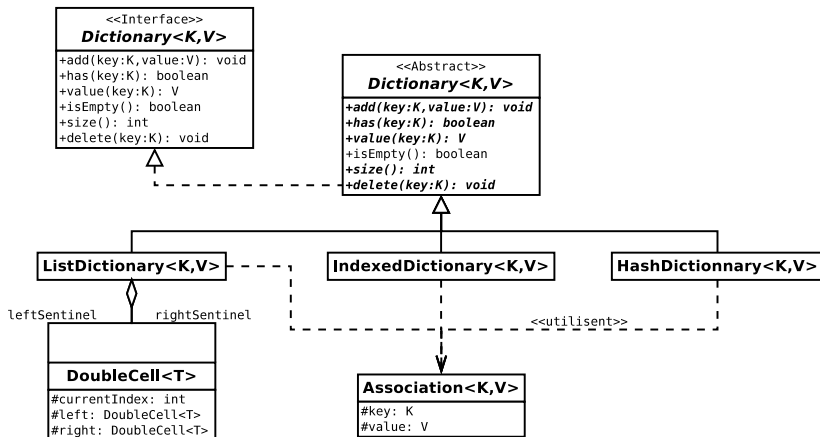 <<Interface>>
Dictionary<K,V>
+add(key:K,value:V): void
+has(key:K): boolean
+value(key:K): V
+isEmpty(): boolean
+size(): int
+delete(key:K): void
<<Abstract>>
Dictionary<K,V>
+add(key:K,value:V): void
+has(key:K): boolean
+value(key:K): V
+isEmpty(): boolean
+size(): int
+delete(key:K): void
ListDictionary<K,V>
IndexedDictionary<K,V>
HashDictionnary<K,V>
leftSentinel
rightSentinel
<<utilisent>>
DoubleCell<T>
#currentIndex: int
#left: DoubleCell<T>
#right: DoubleCell<T>
Association<K,V>
#key: K
#value: V